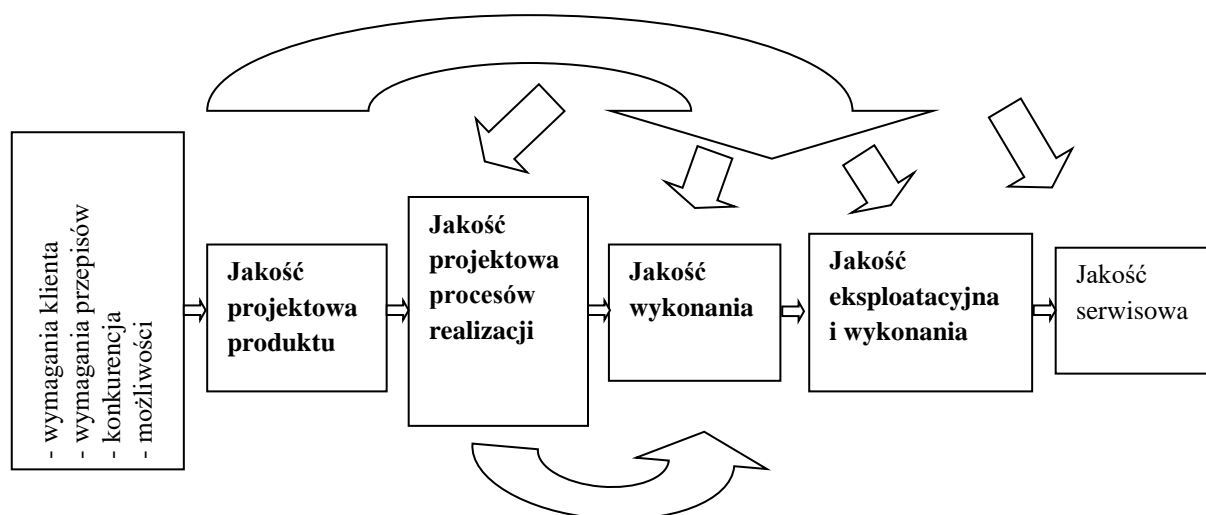 - wymagania klienta
- wymagania przepisów
- konkurencja
- możliwości
Jakość
projektowa
produktu
Jakość
projektowa
procesów
realizacji
Jakość
wykonania
Jakość
eksploatacyjna
i wykonania
Jakość
serwisowa